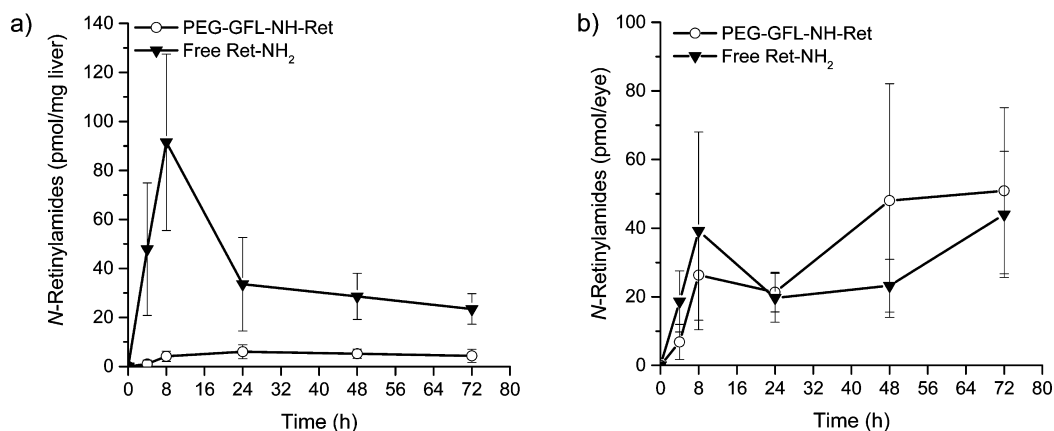 a)
PEG-GFL-NH-Ret
Free Ret-NH₂
N-Retinylamides (pmol/mg liver)
140
120
100
80
60
40
20
0
0 8 16 24 32 40 48 56 64 72 80
Time (h)
b)
PEG-GFL-NH-Ret
Free Ret-NH₂
N-Retinylamides (pmol/eye)
100
80
60
40
20
0
0 8 16 24 32 40 48 56 64 72 80
Time (h)